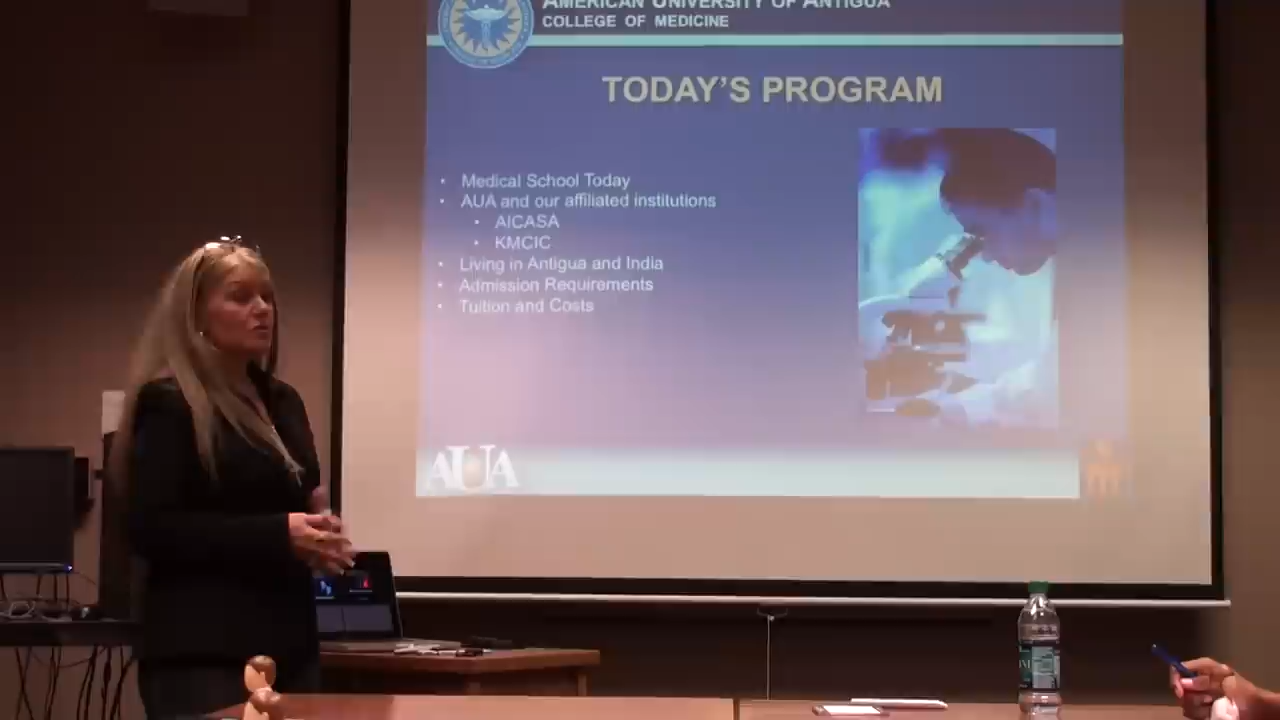 AMERICAN UNIVERSITY OF ANTIGUA
COLLEGE OF MEDICINE
TODAY'S PROGRAM
• Medical School Today
• AUA and our affiliated institutions
• AICASA
• KMCIC
• Living in Antigua and India
• Admission Requirements
• Tuition and Costs
AUA